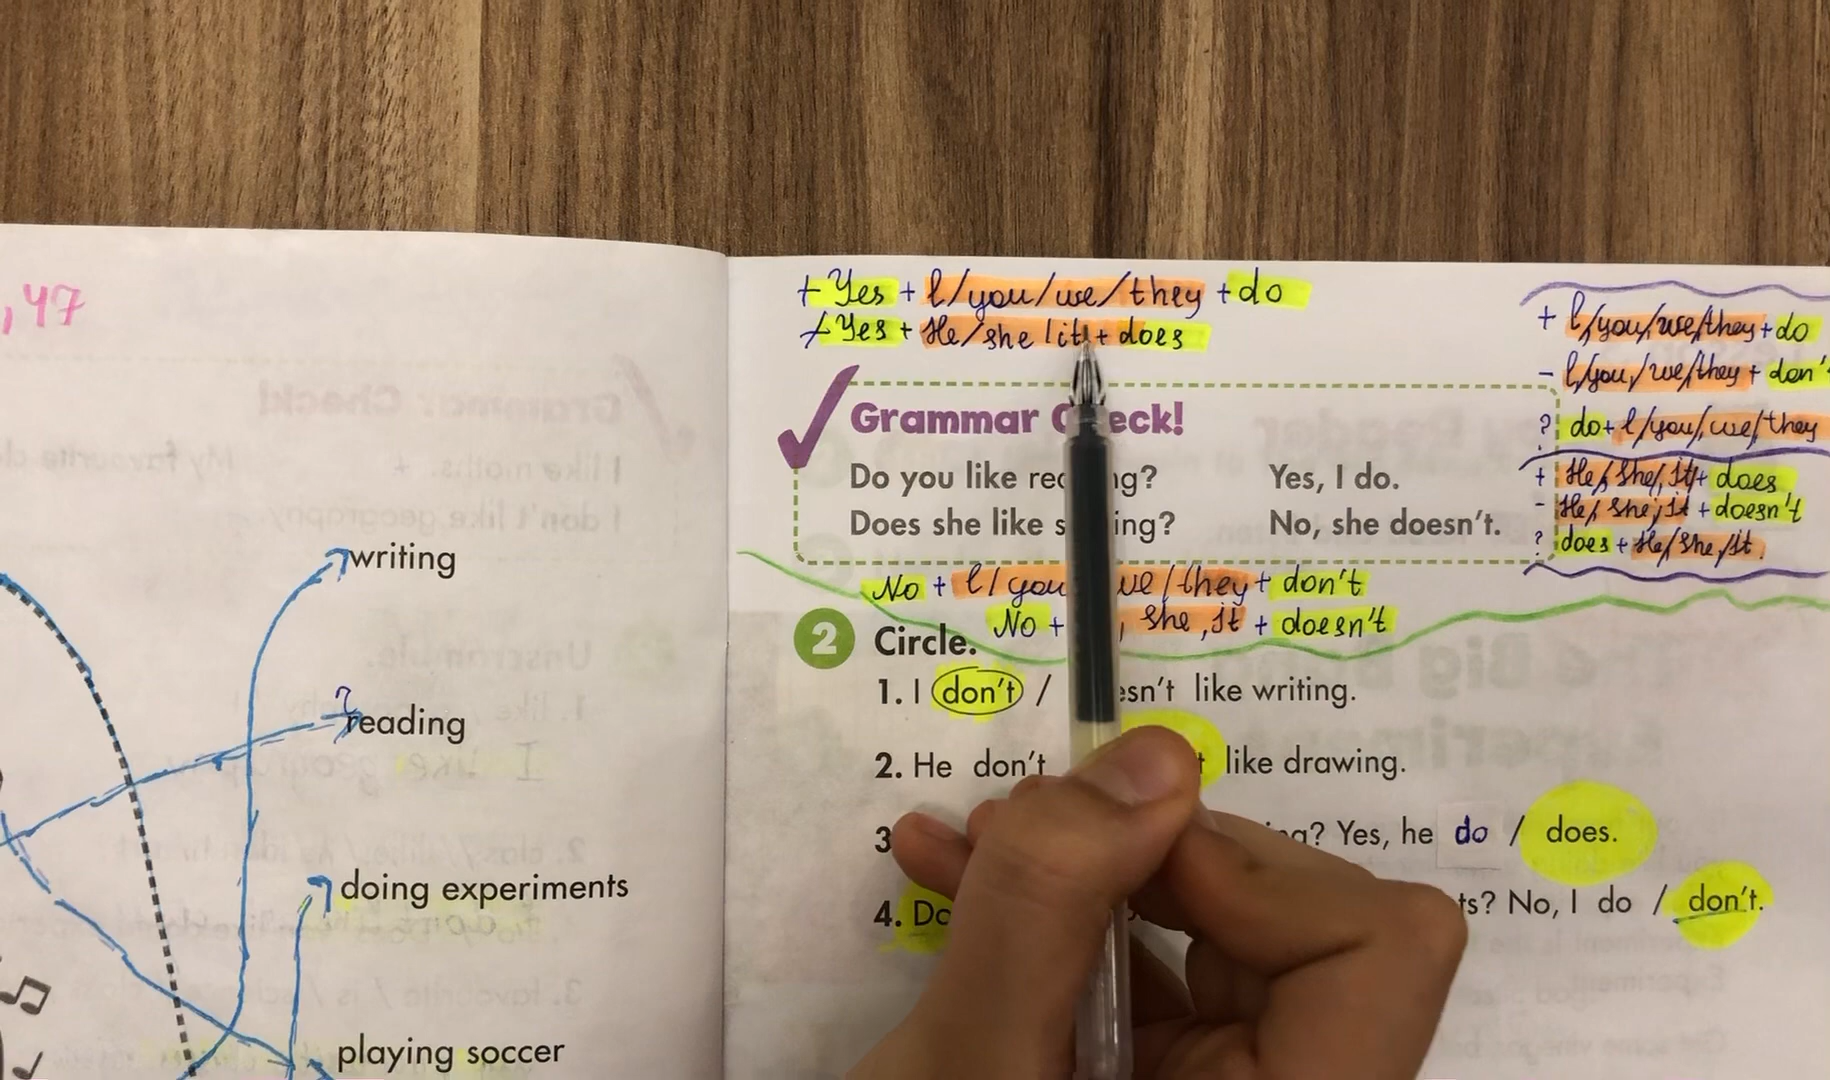 ,47
writing
reading
doing experiments
playing soccer
+ Yes + I/you/we/they + do
+ Yes + He/she/it + does
Grammar Check!
Do you like reading? Yes, I do.
Does she like s ing? No, she doesn't.
No + I/you we/they + don't
No + , she, it + doesn't
+ I/you/we/they + do
- I/you/we/they + don't
? do + I/you/we/they
+ He/She/It + does
- He, she, it + doesn't
? does + He/She/It.
2 Circle.
1. I don't / esn't like writing.
2. He don't like drawing.
3 Yes, he do / does.
4. Do ts? No, I do / don't.